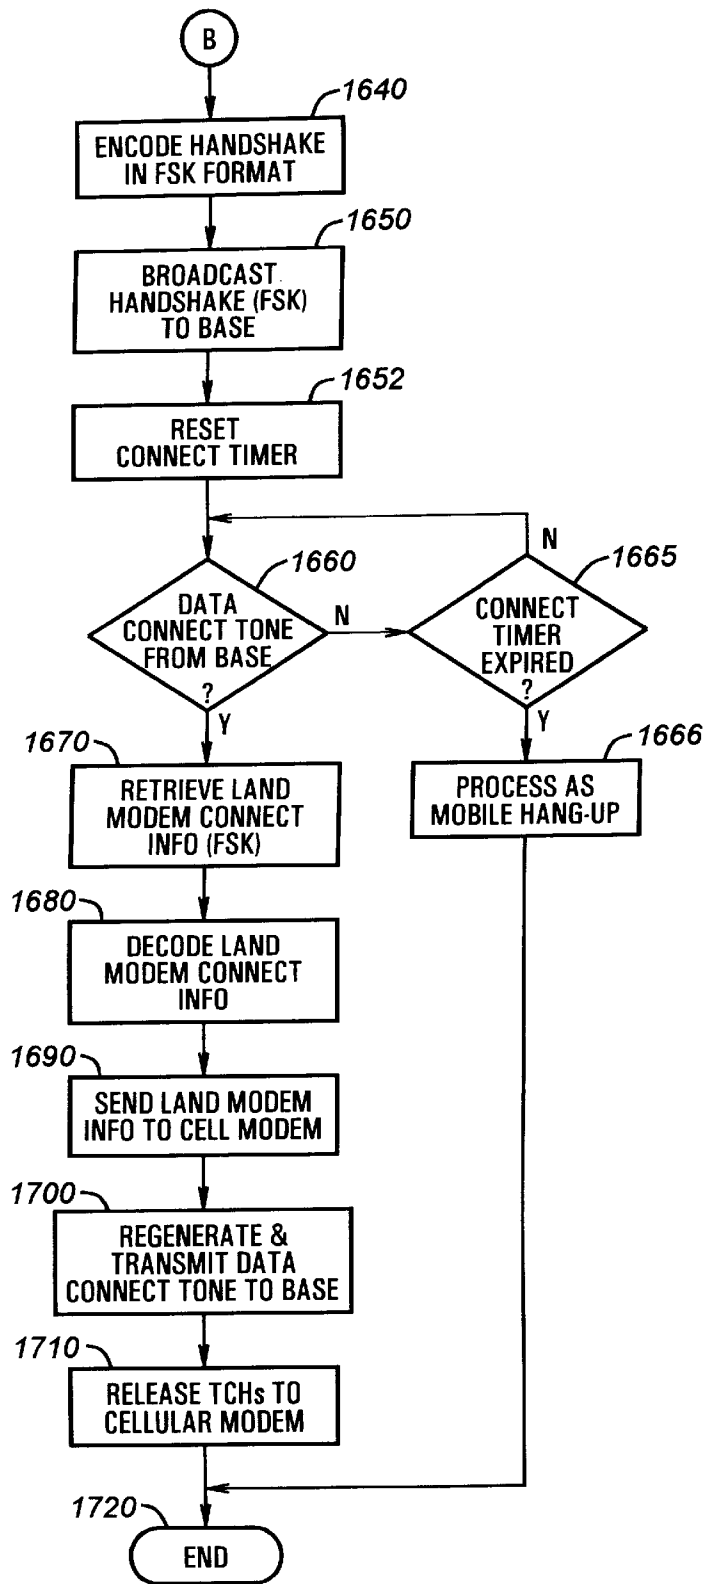 B
1640
ENCODE HANDSHAKE
IN FSK FORMAT
1650
BROADCAST
HANDSHAKE (FSK)
TO BASE
1652
RESET
CONNECT TIMER
N
1660
1665
DATA
CONNECT TONE
FROM BASE
?
N
CONNECT
TIMER
EXPIRED
?
Y
Y
1670
1666
RETRIEVE LAND
MODEM CONNECT
INFO (FSK)
PROCESS AS
MOBILE HANG-UP
1680
DECODE LAND
MODEM CONNECT
INFO
1690
SEND LAND MODEM
INFO TO CELL MODEM
1700
REGENERATE &
TRANSMIT DATA
CONNECT TONE TO BASE
1710
RELEASE TCHs TO
CELLULAR MODEM
1720
END